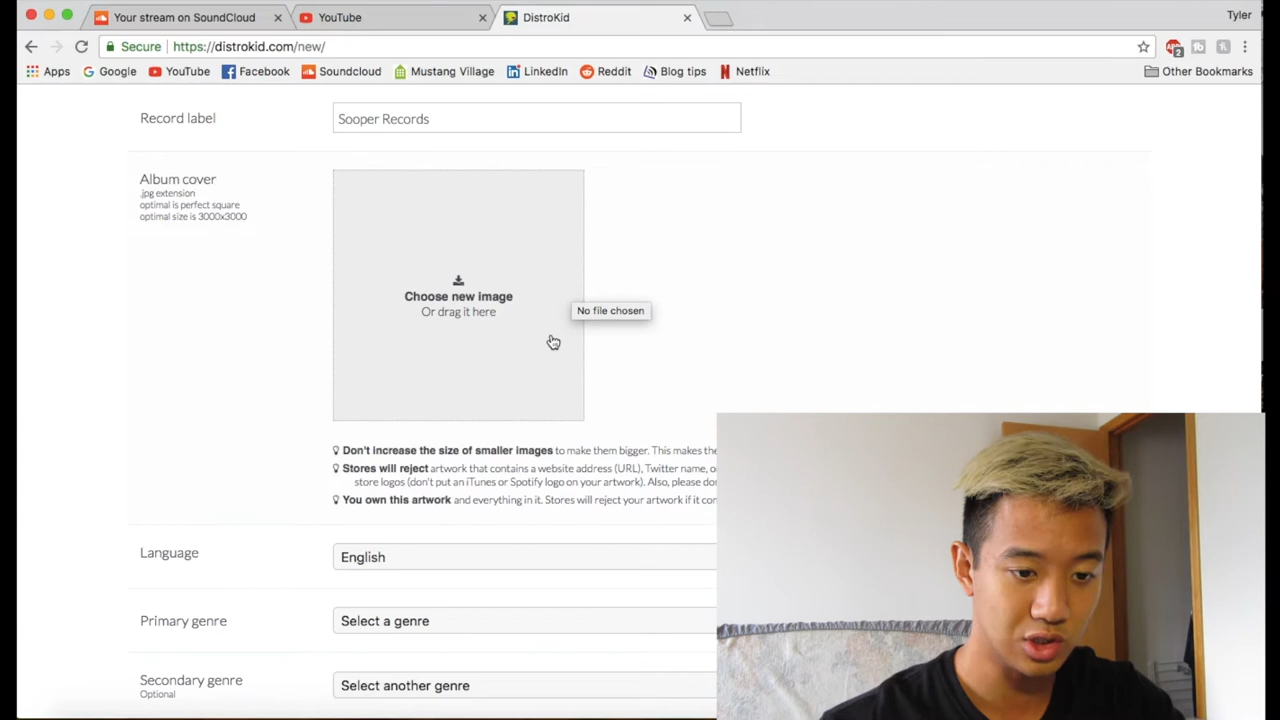 Your stream on SoundCloud
YouTube
DistroKid
Tyler
Secure
https://distrokid.com/new/
2
Apps
Google
YouTube
Facebook
Soundcloud
Mustang Village
LinkedIn
Reddit
Blog tips
Netflix
Other Bookmarks
Record label
Sooper Records
Album cover
.jpg extension
optimal is perfect square
optimal size is 3000x3000
Choose new image
Or drag it here
No file chosen
Don't increase the size of smaller images to make them bigger. This makes the
Stores will reject artwork that contains a website address (URL), Twitter name, or
store logos (don't put an iTunes or Spotify logo on your artwork). Also, please
You own this artwork and everything in it. Stores will reject your artwork if it
Language
English
Primary genre
Select a genre
Secondary genre
Optional
Select another genre